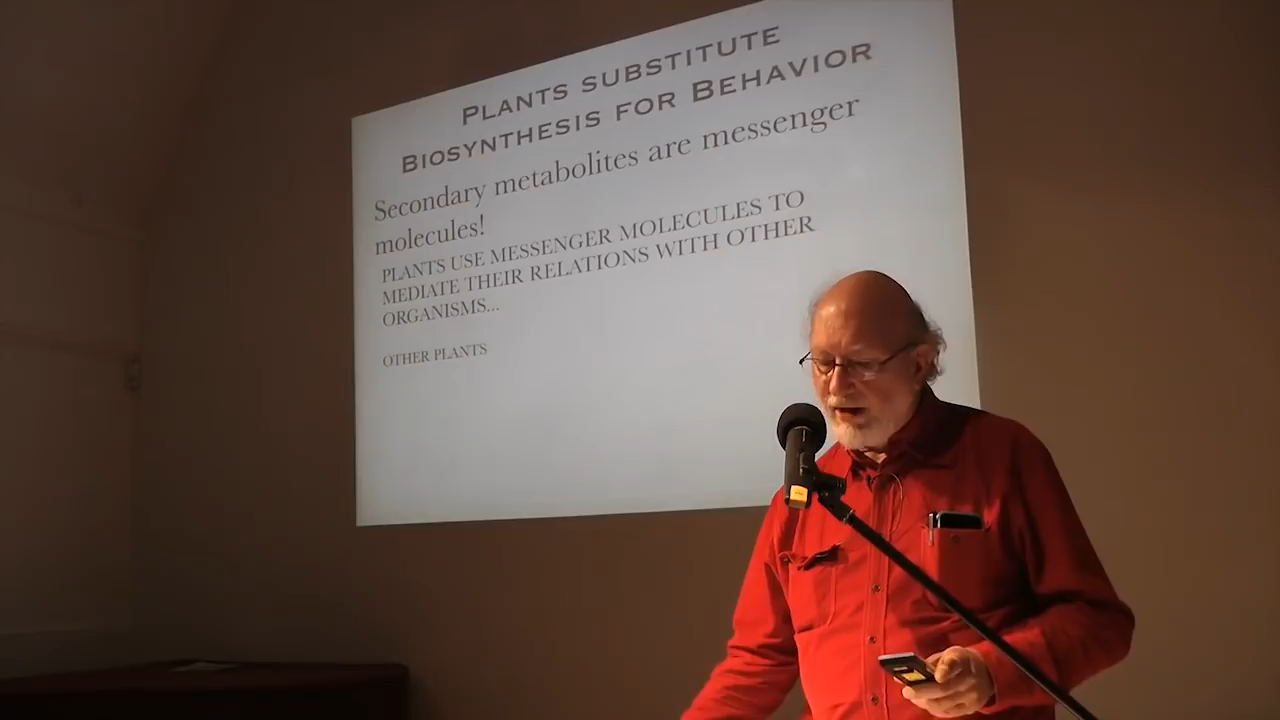 PLANTS SUBSTITUTE
BIOSYNTHESIS FOR BEHAVIOR
Secondary metabolites are messenger
molecules!
PLANTS USE MESSENGER MOLECULES TO
MEDIATE THEIR RELATIONS WITH OTHER
ORGANISMS...
OTHER PLANTS